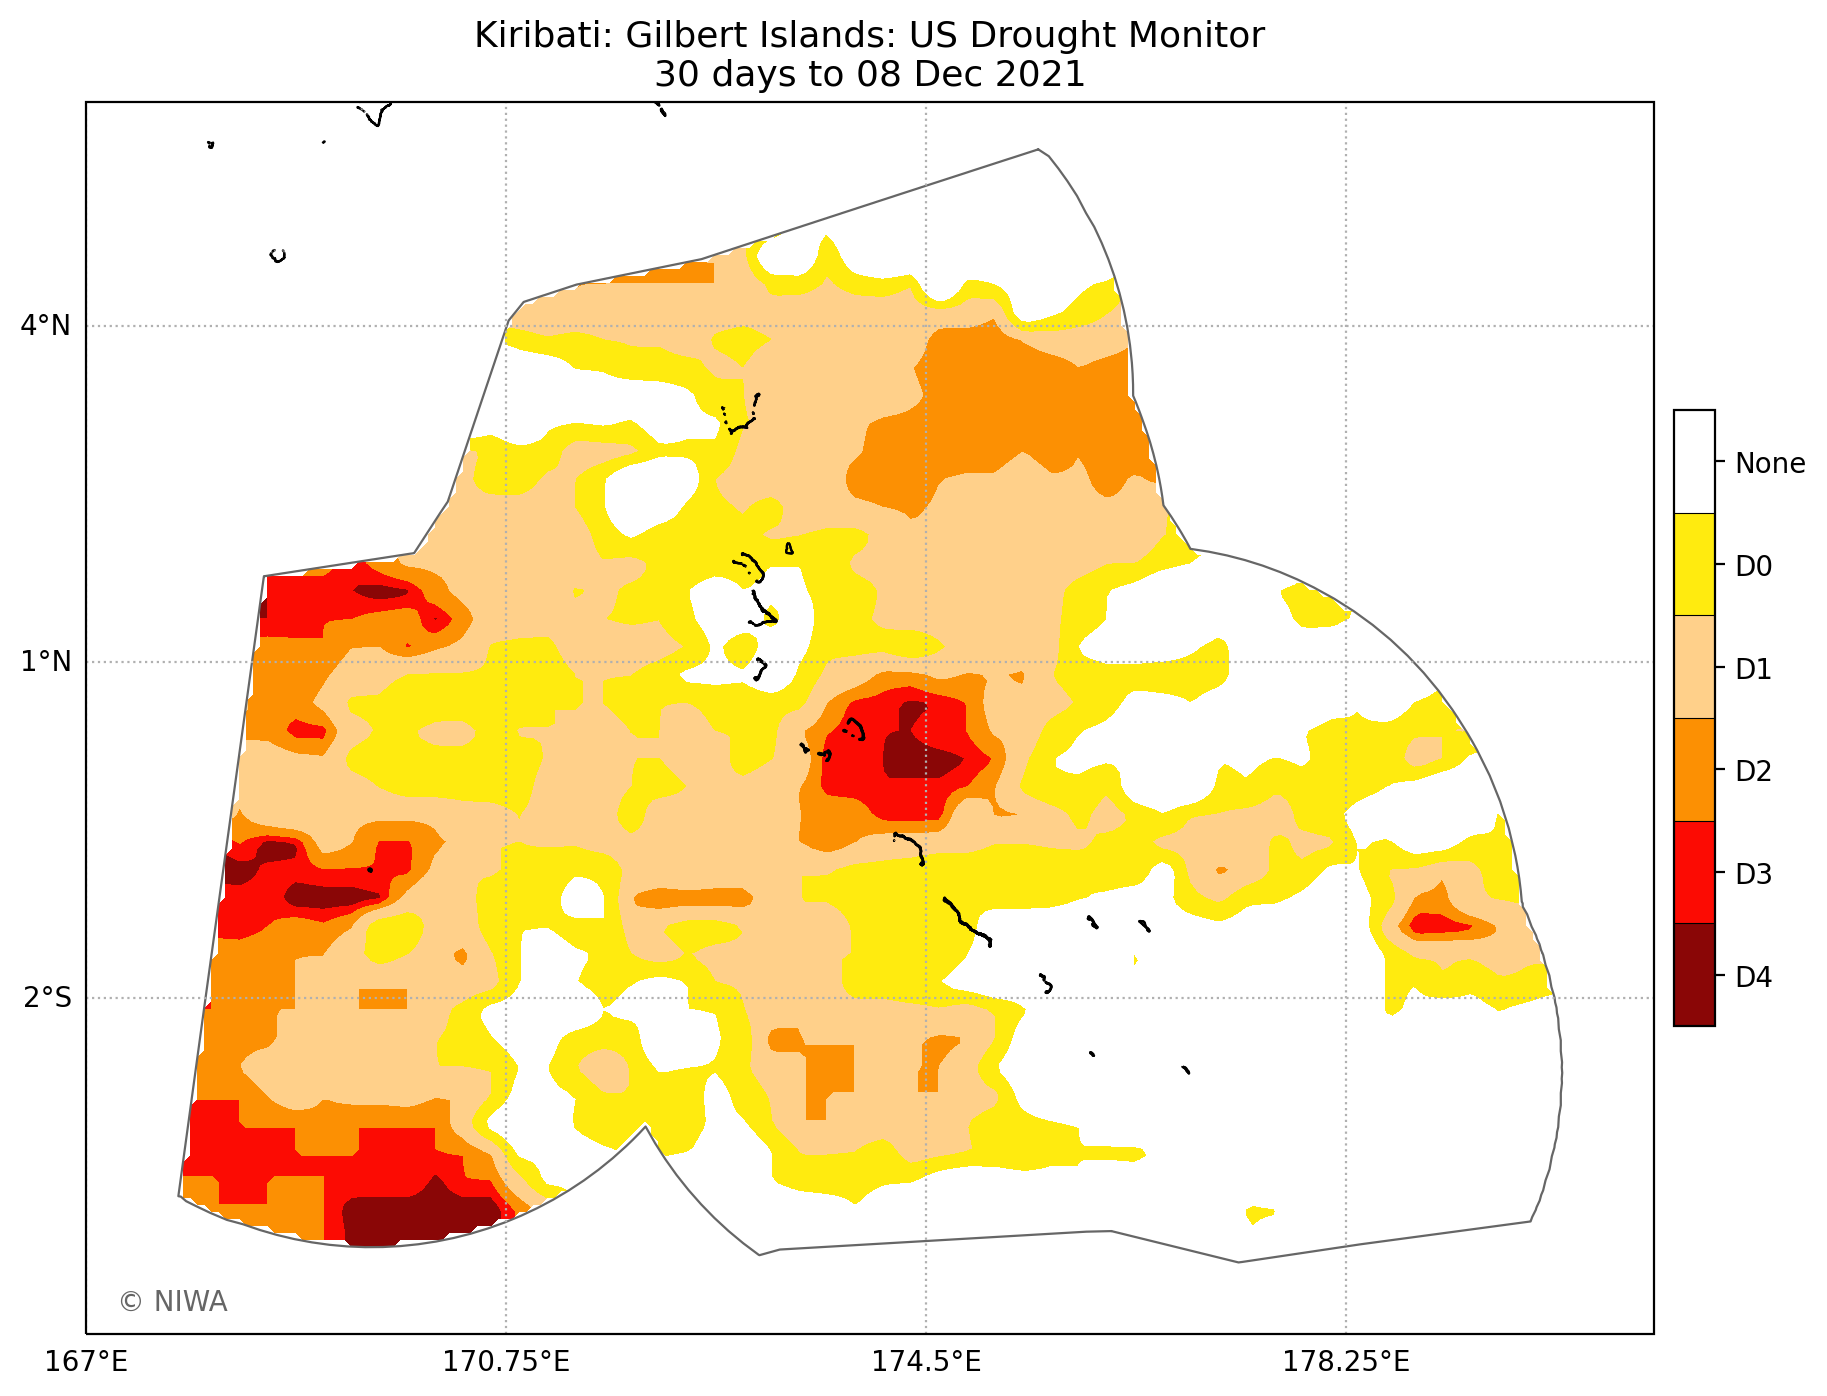 Kiribati: Gilbert Islands: US Drought Monitor
30 days to 08 Dec 2021
4°N
1°N
2°S
167°E
170.75°E
174.5°E
178.25°E
None
D0
D1
D2
D3
D4
© NIWA